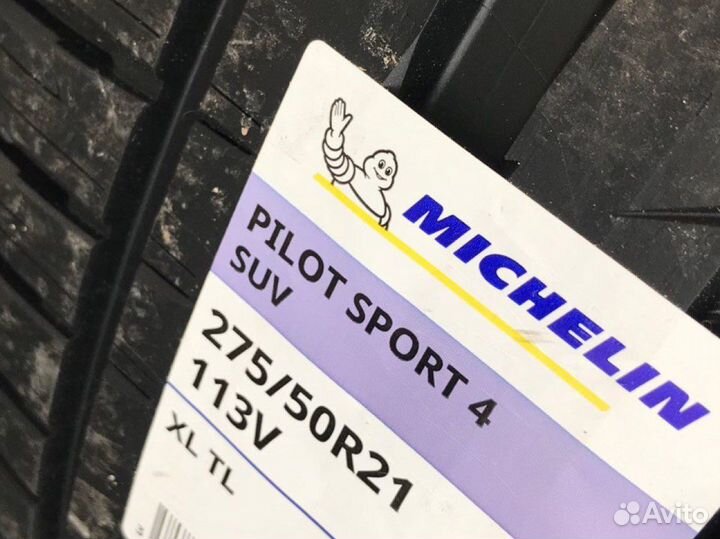 MICHELIN
PILOT SPORT 4
SUV
275/50R21
113V
XL TL
Avito